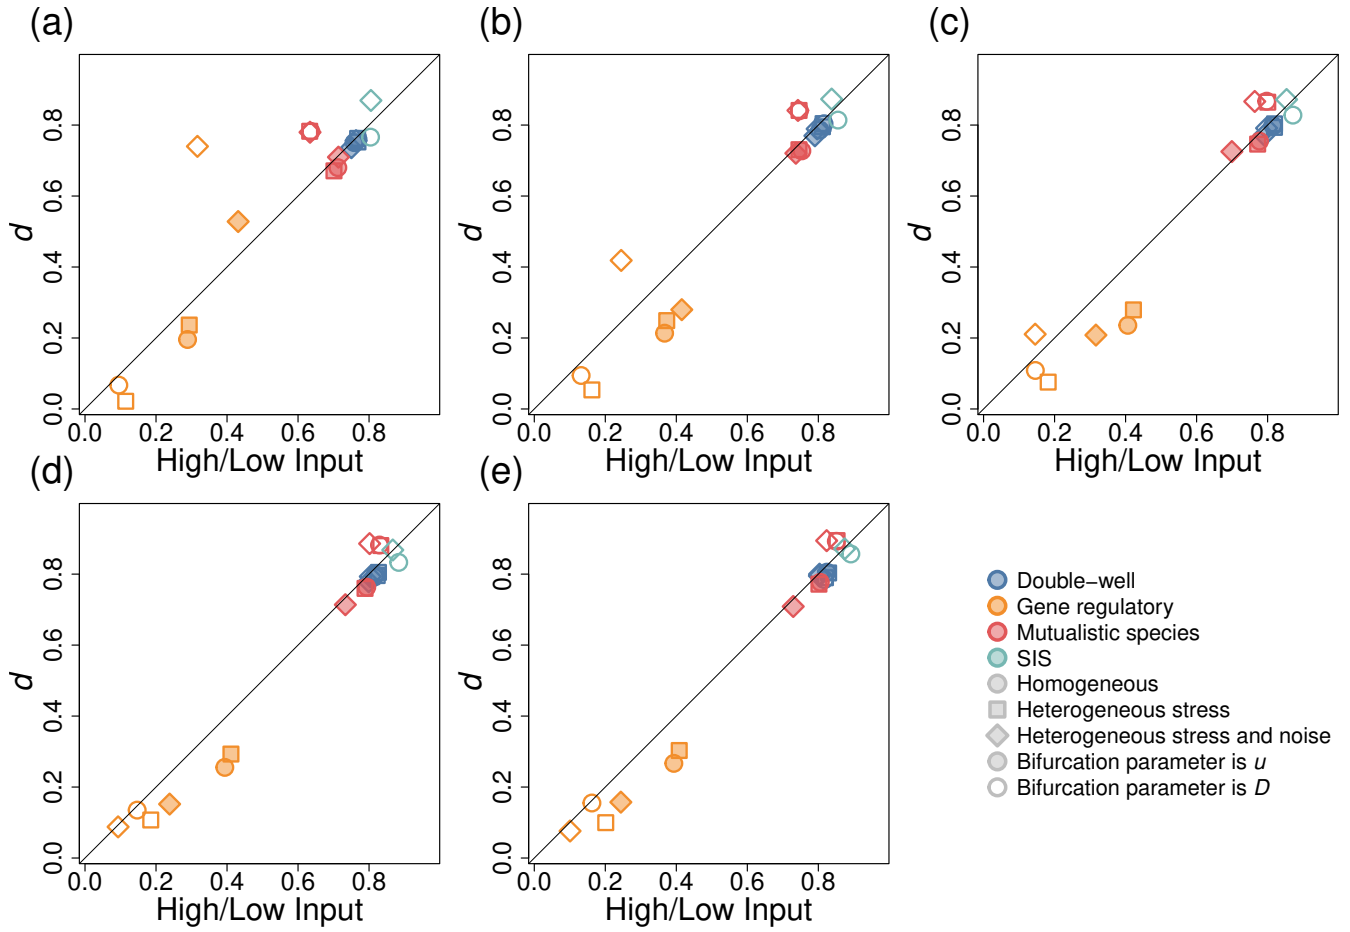 (a)
(b)
(c)
0.0 0.2 0.4 0.6 0.8
d
0.0 0.2 0.4 0.6 0.8
High/Low Input
0.0 0.2 0.4 0.6 0.8
d
0.0 0.2 0.4 0.6 0.8
High/Low Input
0.0 0.2 0.4 0.6 0.8
d
0.0 0.2 0.4 0.6 0.8
High/Low Input
(d)
(e)
0.0 0.2 0.4 0.6 0.8
d
0.0 0.2 0.4 0.6 0.8
High/Low Input
0.0 0.2 0.4 0.6 0.8
d
0.0 0.2 0.4 0.6 0.8
High/Low Input
Double−well
Gene regulatory
Mutualistic species
SIS
Homogeneous
Heterogeneous stress
Heterogeneous stress and noise
Bifurcation parameter is u
Bifurcation parameter is D